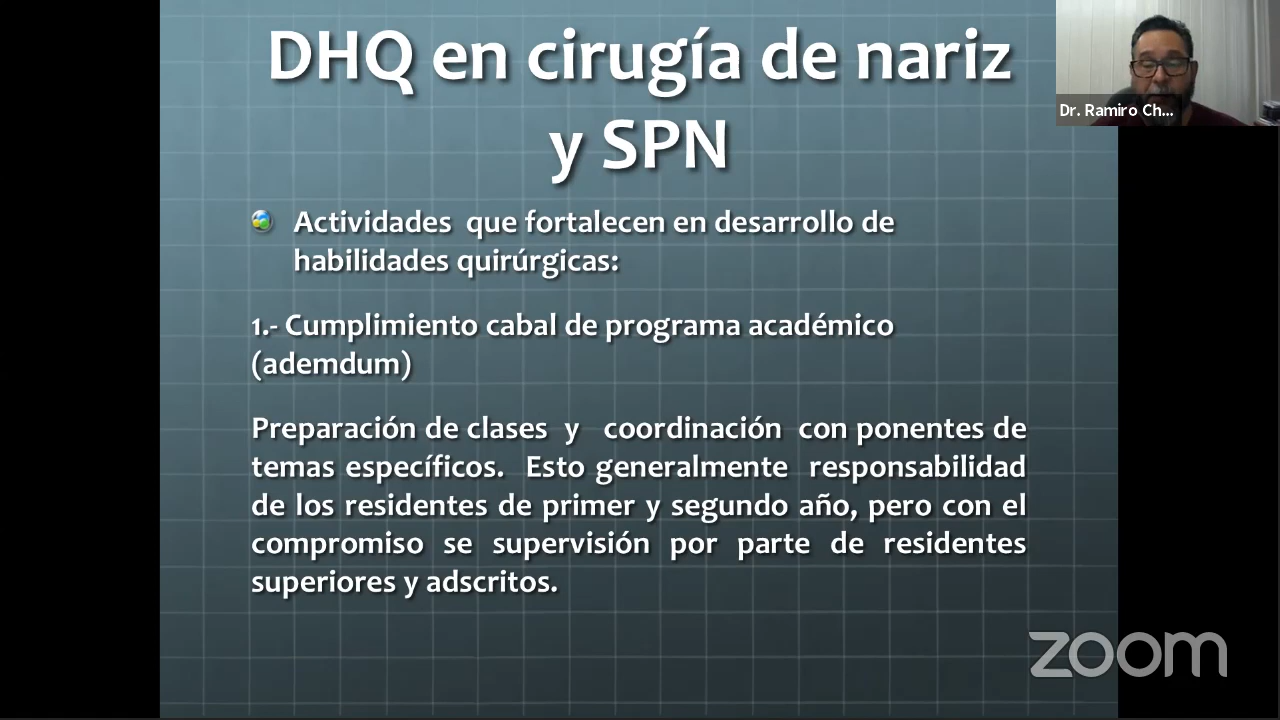 DHQ en cirugía de nariz
y SPN
Dr. Ramiro Ch...
Actividades que fortalecen en desarrollo de
habilidades quirúrgicas:
1.- Cumplimiento cabal de programa académico
(ademdum)
Preparación de clases y coordinación con ponentes de
temas específicos. Esto generalmente responsabilidad
de los residentes de primer y segundo año, pero con el
compromiso se supervisión por parte de residentes
superiores y adscritos.
zoom